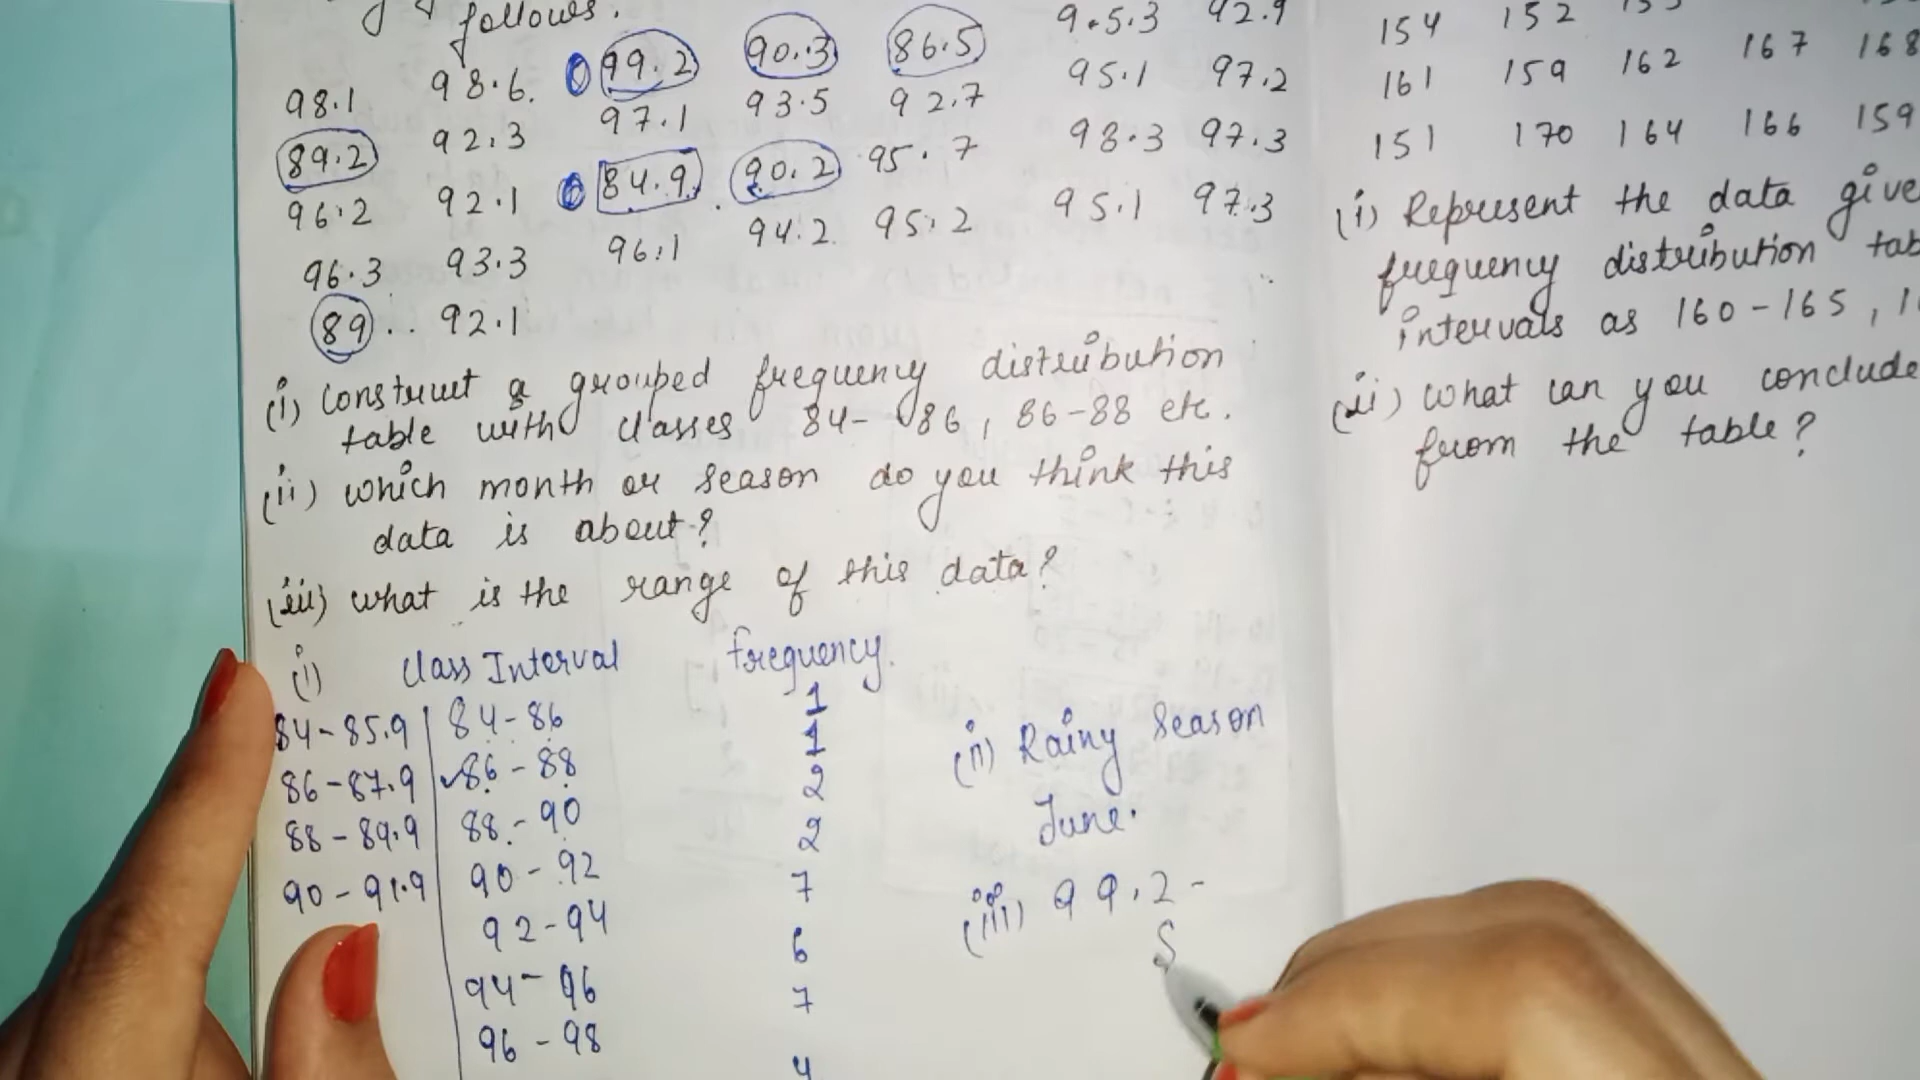 follows.
98.1 98.6. 99.2 90.3 86.5 9.5.3 92.9
89.2 92.3 97.1 93.5 92.7 95.1 97.2
96.2 92.1 84.9 90.2 95.7 98.3 97.3
96.3 93.3 96.1 94.2 95.2 95.1 97.3
89 92.1
(i) construct a grouped frequency distribution
table with classes 84-86, 86-88 etc.
(ii) which month or season do you think this
data is about?
(iii) what is the range of this data?
(i) Class Interval frequency.
84-85.9 84-86 1
86-87.9 86-88 1
88-89.9 88-90 2
90-91.9 90-92 2
92-94 7
94-96 6
96-98 7
4
(ii) Rainy Season
June.
(iii) 99.2-
154 152
161 159 162 167 168
151 170 164 166 159
(i) Represent the data
frequency distribution
intervals as 160-165,
(ii) what can you conclude
from the table?